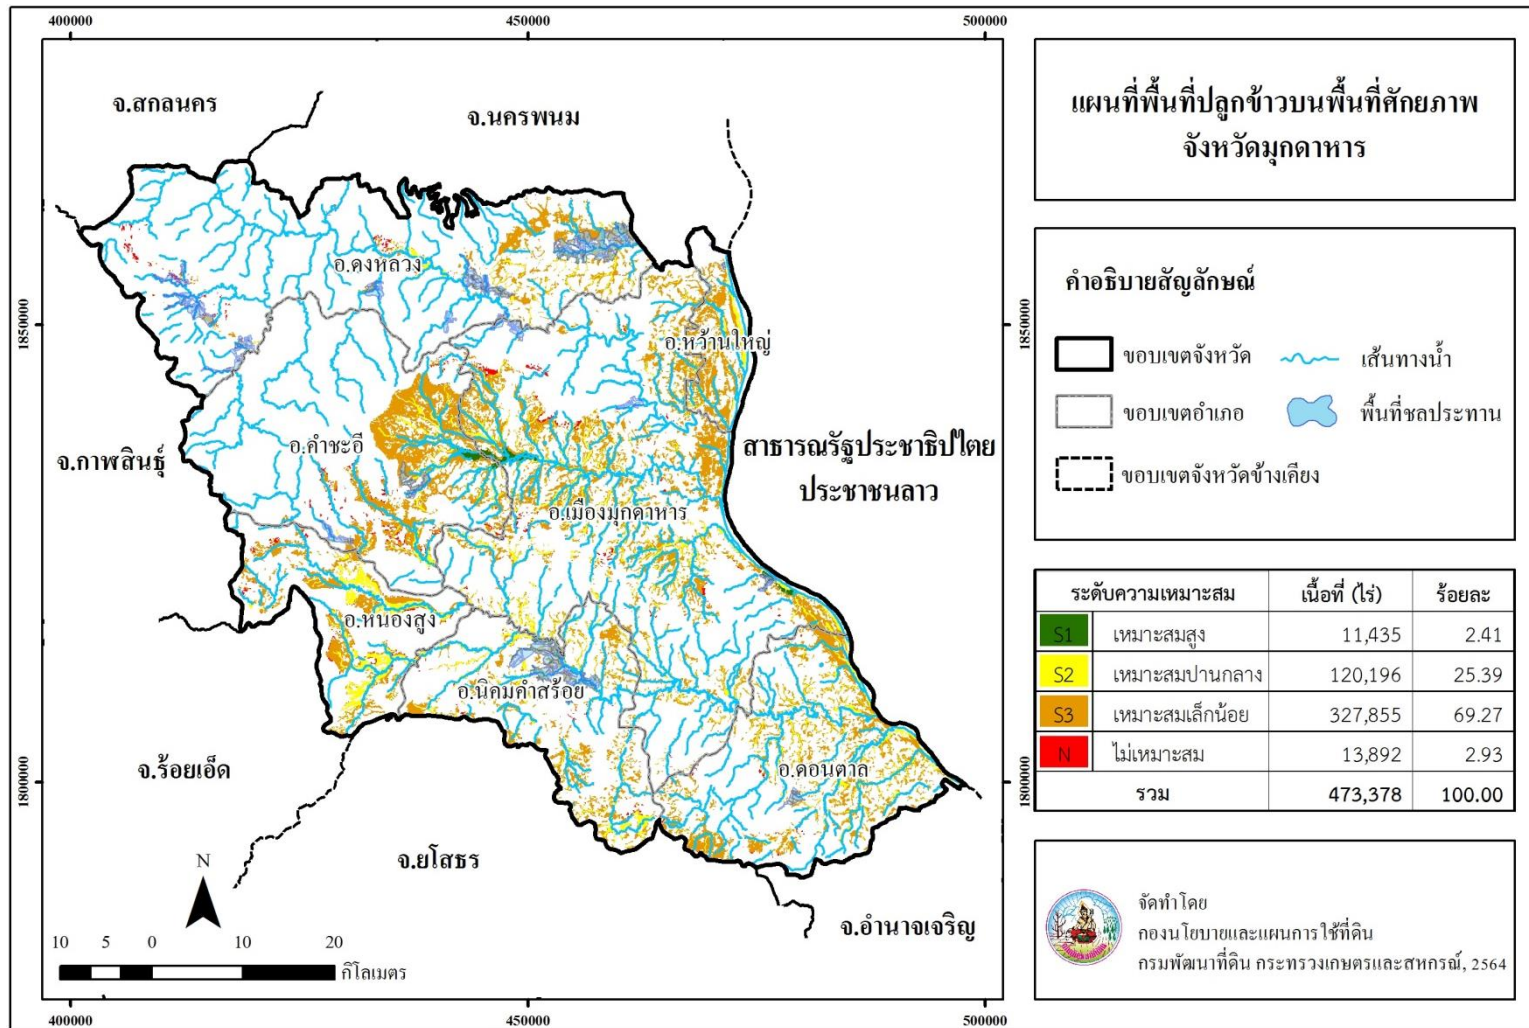 400000
450000
500000
จ.สกลนคร
จ.นครพนม
1850000
1850000
อ.ดงหลวง
อ.หว้านใหญ่
อ.คำชะอี
จ.กาฬสินธุ์
สาธารณรัฐประชาธิปไตย
ประชาชนลาว
อ.เมืองมุกดาหาร
อ.หนองสูง
อ.นิคมคำสร้อย
จ.ร้อยเอ็ด
อ.ดอนตาล
1800000
1800000
จ.ยโสธร
จ.อำนาจเจริญ
N
10 5 0 10 20
กิโลเมตร
400000
450000
500000
แผนที่พื้นที่ปลูกข้าวบนพื้นที่ศักยภาพ
จังหวัดมุกดาหาร
คำอธิบายสัญลักษณ์
ขอบเขตจังหวัด
เส้นทางน้ำ
ขอบเขตอำเภอ
พื้นที่ชลประทาน
ขอบเขตจังหวัดข้างเคียง
ระดับความเหมาะสม เนื้อที่ (ไร่) ร้อยละ
S1 เหมาะสมสูง 11,435 2.41
S2 เหมาะสมปานกลาง 120,196 25.39
S3 เหมาะสมเล็กน้อย 327,855 69.27
N ไม่เหมาะสม 13,892 2.93
รวม 473,378 100.00
จัดทำโดย
กองนโยบายและแผนการใช้ที่ดิน
กรมพัฒนาที่ดิน กระทรวงเกษตรและสหกรณ์, 2564